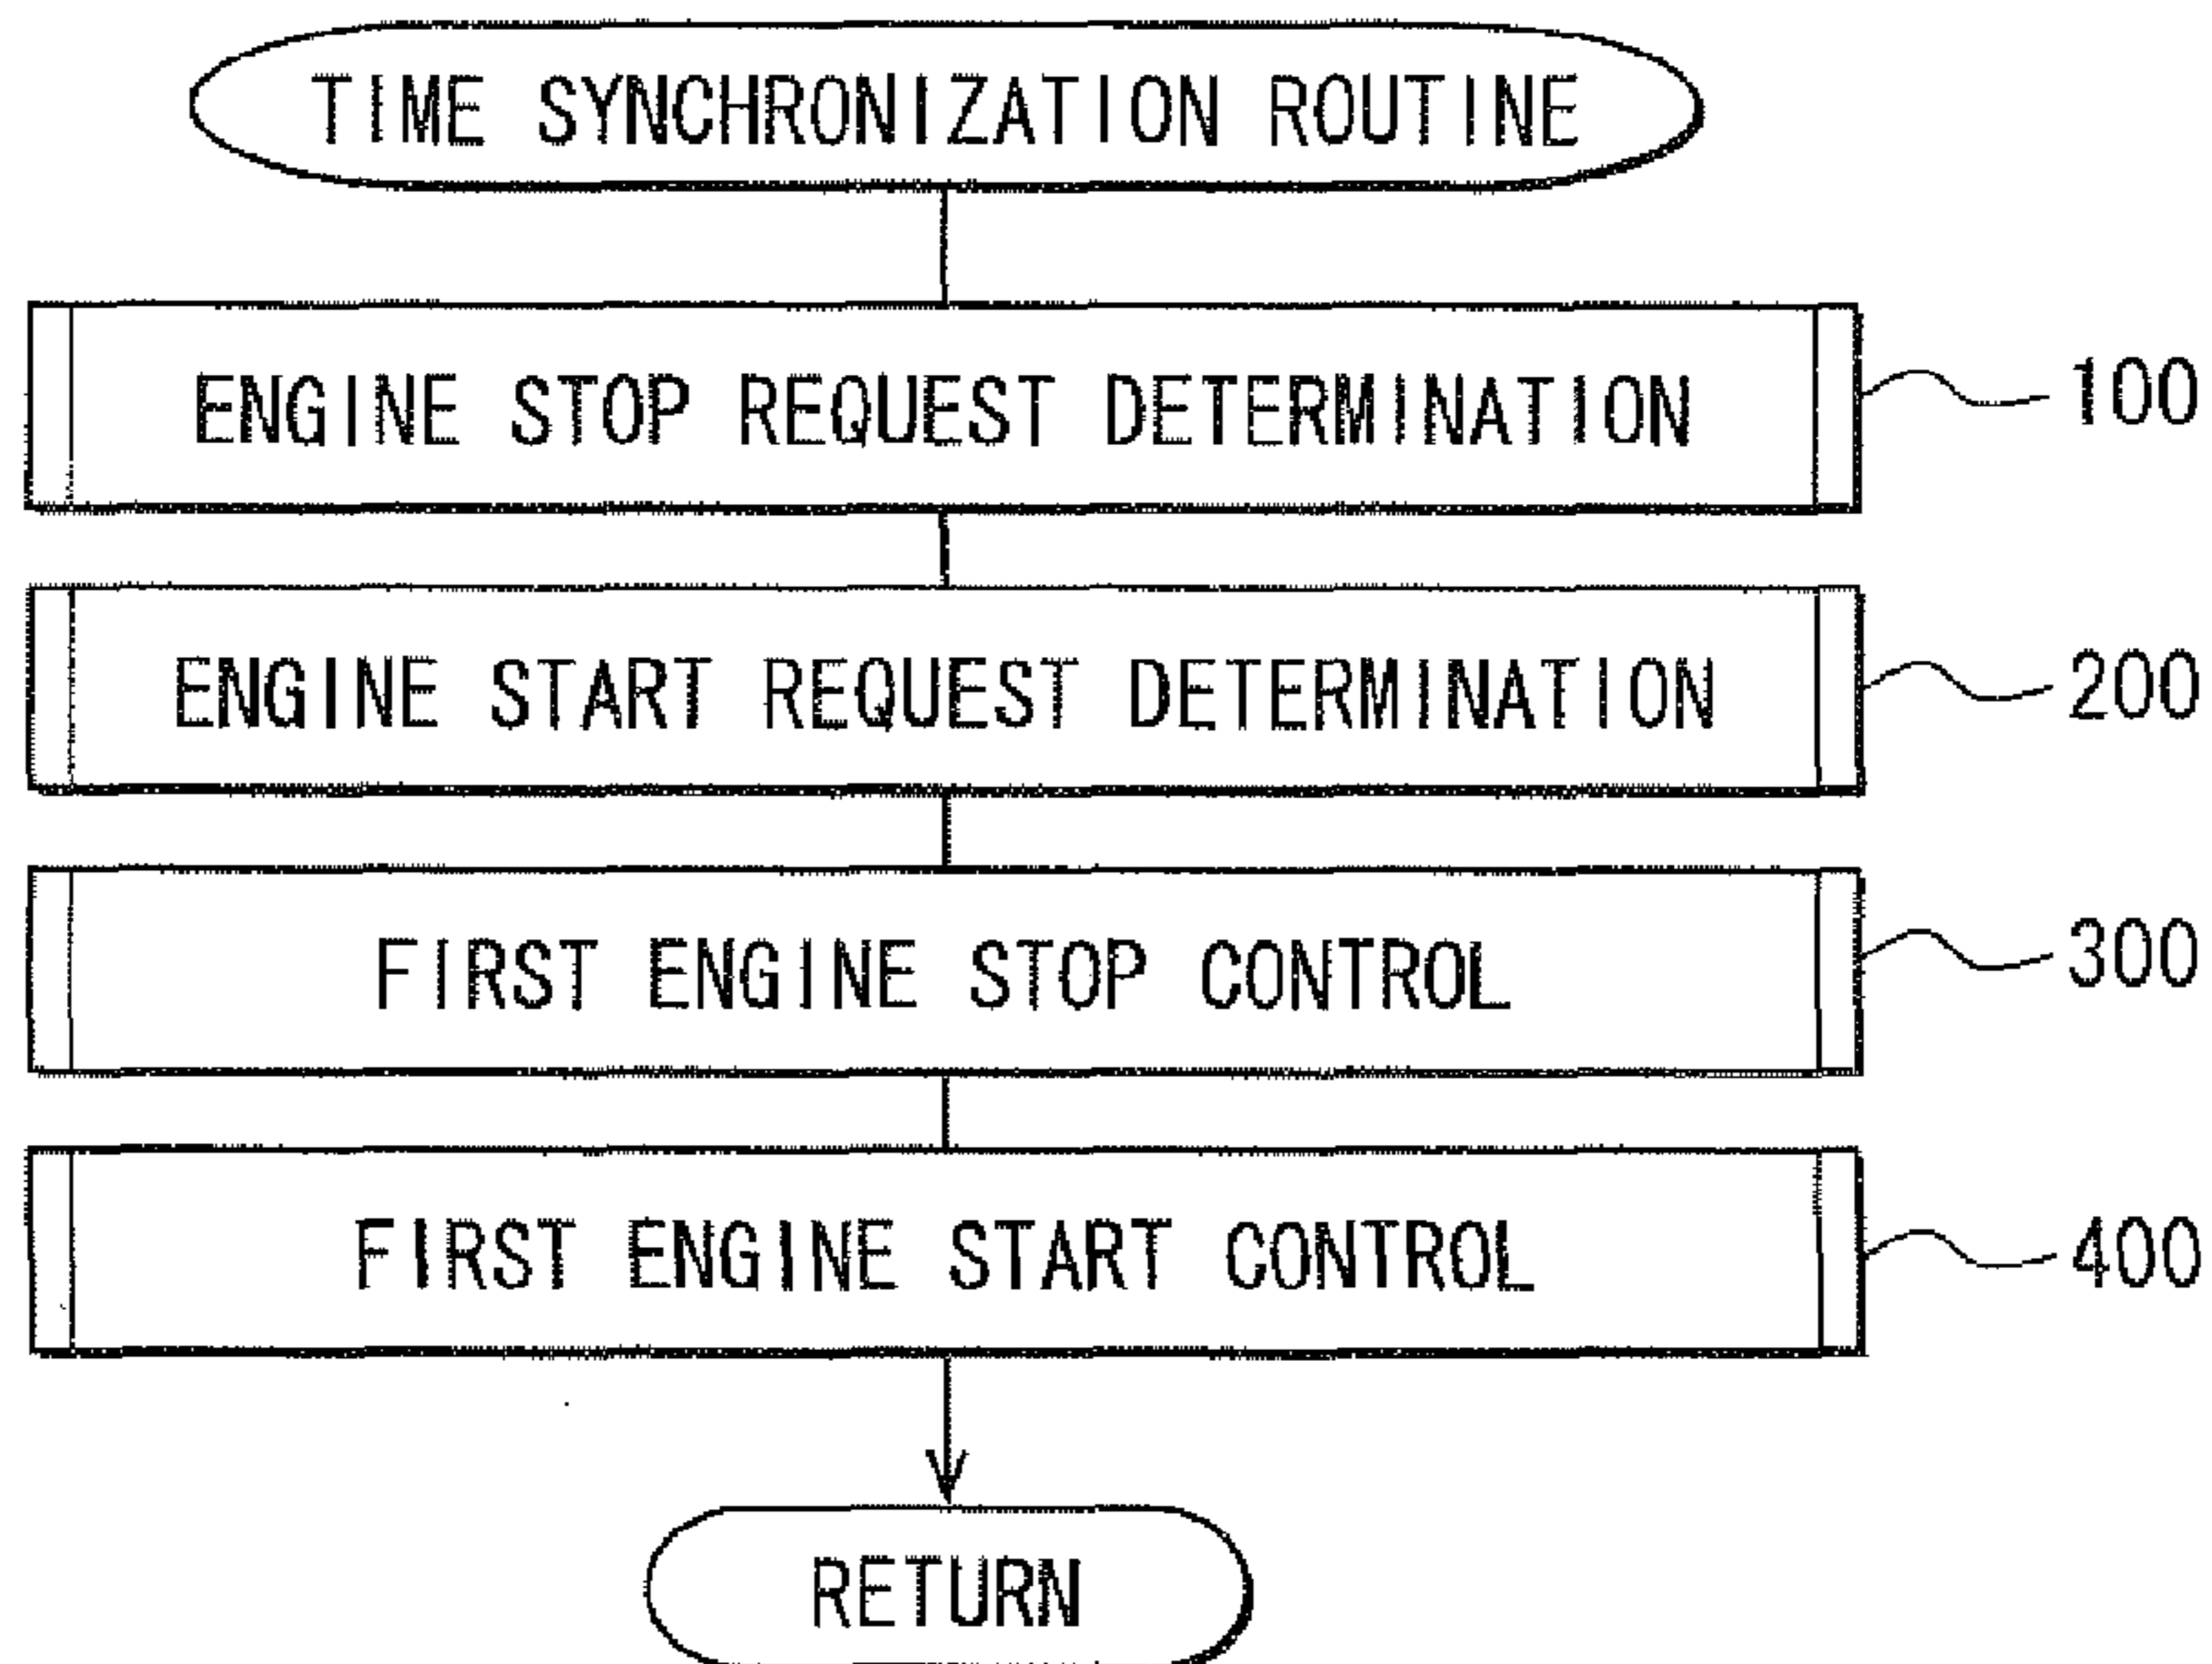 TIME SYNCHRONIZATION ROUTINE
ENGINE STOP REQUEST DETERMINATION
100
ENGINE START REQUEST DETERMINATION
200
FIRST ENGINE STOP CONTROL
300
FIRST ENGINE START CONTROL
400
RETURN